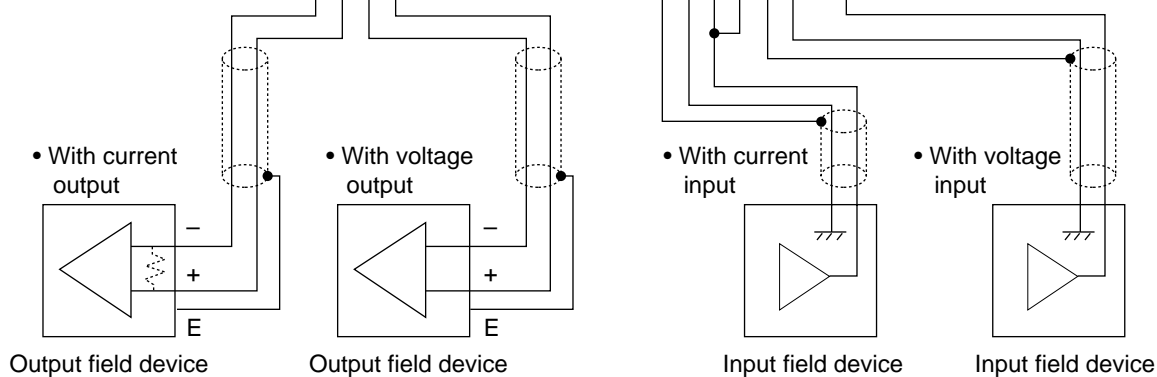 • With current
output
• With voltage
output
• With current
input
• With voltage
input
–
+
E
–
+
E
Output field device
Output field device
Input field device
Input field device